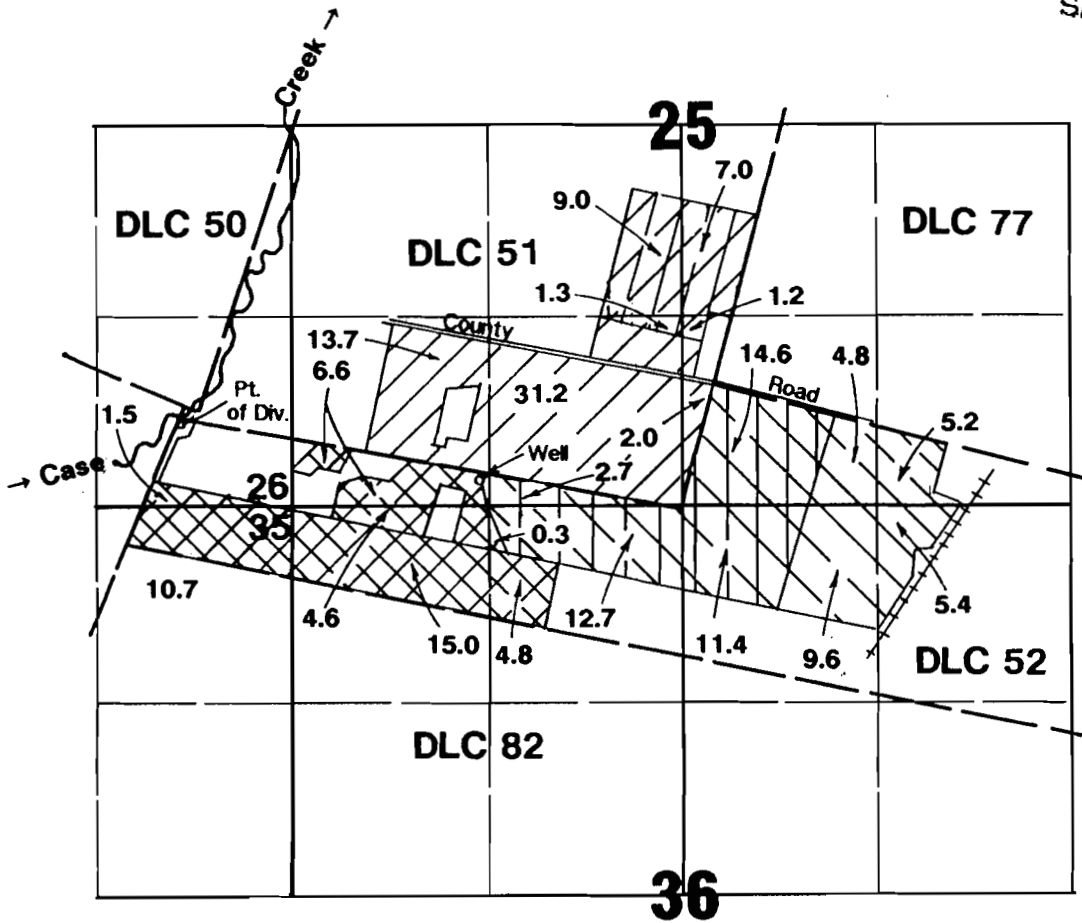 Creek →
25
7.0
9.0
DLC 50
DLC 51
DLC 77
1.3
1.2
County
13.7
14.6
4.8
6.6
Road
Pt.
of Div.
31.2
5.2
1.5
2.0
Well
→ Case
2.7
26
35
0.3
10.7
4.6
15.0
4.8
12.7
11.4
9.6
5.4
DLC 52
DLC 82
36